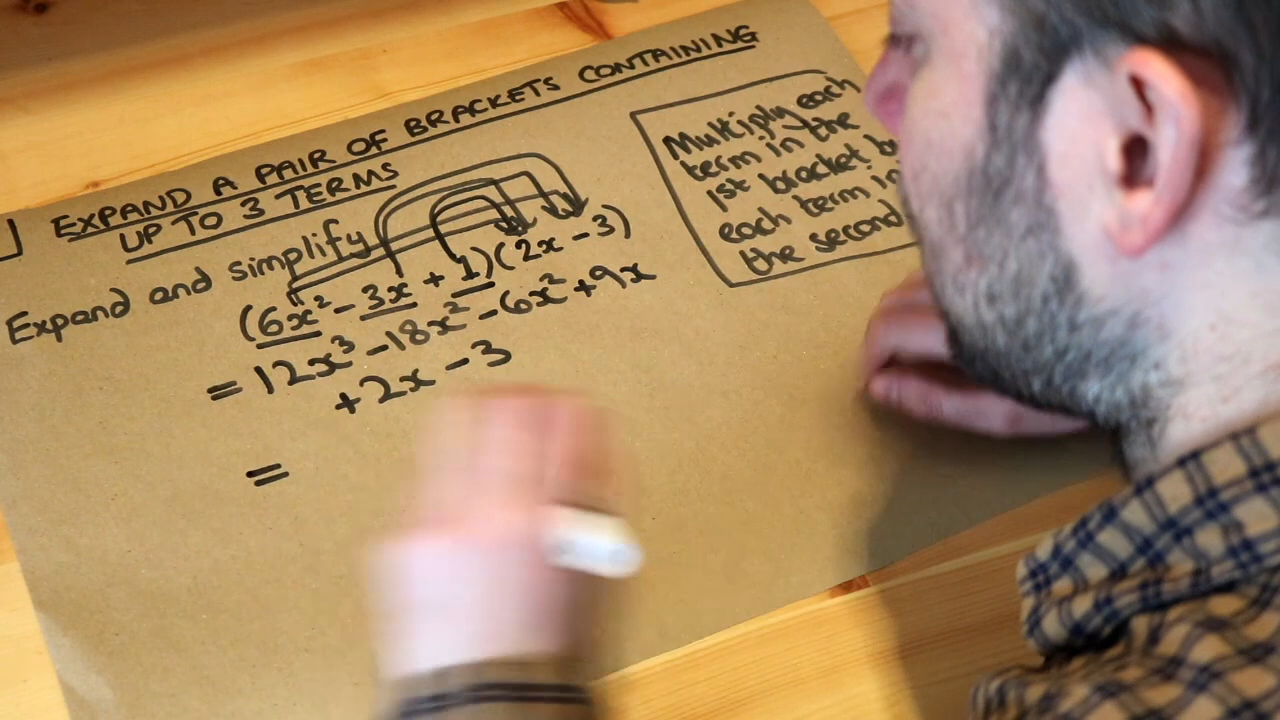 EXPAND A PAIR OF BRACKETS CONTAINING
UP TO 3 TERMS
Expand and simplify
(6x² - 3x + 1)(2x - 3)
= 12x³ - 18x² - 6x² + 9x
+ 2x - 3
=
Multiply each
term in the
1st bracket
each term in
the second